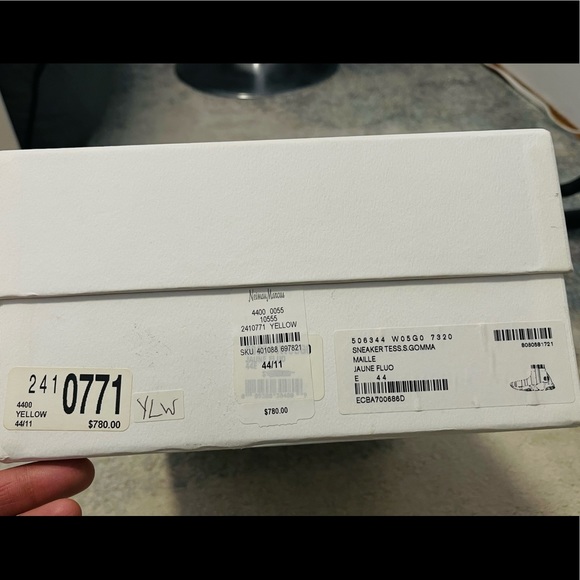 Neiman Marcus
4400 0055
10555
2410771 YELLOW
SKU 401088 697821
44/11
$780.00
241 0771
4400
YELLOW
44/11
$780.00
YLW
506344 W05G0 7320
SNEAKER TESS.S.GOMMA
MAILLE
JAUNE FLUO
E 44
ECBA700686D